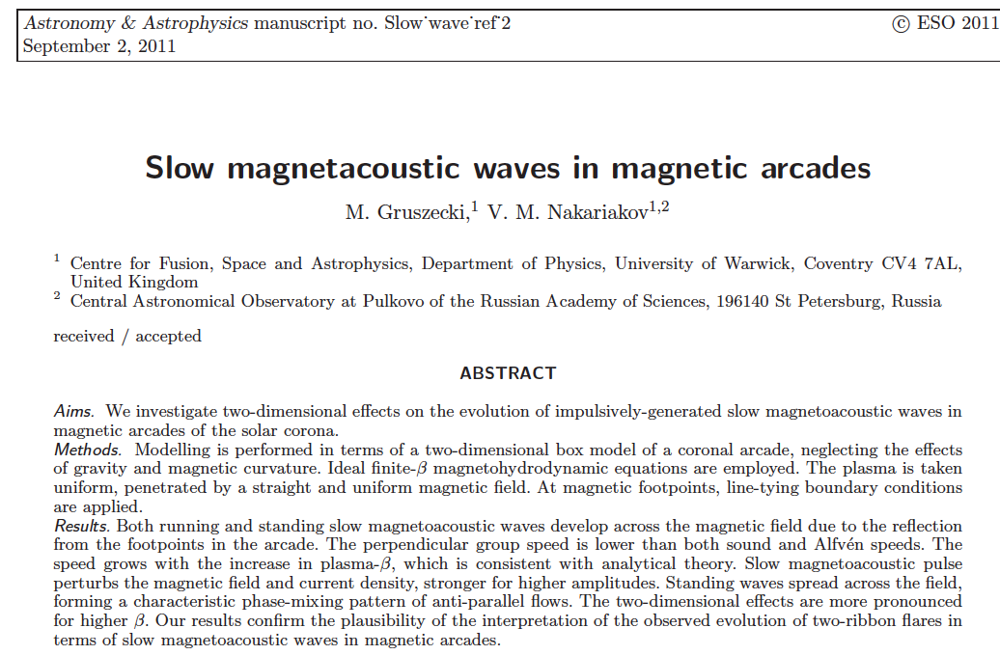 Astronomy & Astrophysics manuscript no. Slow˙wave˙ref˙2 © ESO 2011
September 2, 2011
Slow magnetacoustic waves in magnetic arcades
M. Gruszecki,¹ V. M. Nakariakov¹,²
¹ Centre for Fusion, Space and Astrophysics, Department of Physics, University of Warwick, Coventry CV4 7AL,
United Kingdom
² Central Astronomical Observatory at Pulkovo of the Russian Academy of Sciences, 196140 St Petersburg, Russia
received / accepted
ABSTRACT
Aims. We investigate two-dimensional effects on the evolution of impulsively-generated slow magnetoacoustic waves in
magnetic arcades of the solar corona.
Methods. Modelling is performed in terms of a two-dimensional box model of a coronal arcade, neglecting the effects
of gravity and magnetic curvature. Ideal finite-β magnetohydrodynamic equations are employed. The plasma is taken
uniform, penetrated by a straight and uniform magnetic field. At magnetic footpoints, line-tying boundary conditions
are applied.
Results. Both running and standing slow magnetoacoustic waves develop across the magnetic field due to the reflection
from the footpoints in the arcade. The perpendicular group speed is lower than both sound and Alfvén speeds. The
speed grows with the increase in plasma-β, which is consistent with analytical theory. Slow magnetoacoustic pulse
perturbs the magnetic field and current density, stronger for higher amplitudes. Standing waves spread across the field,
forming a characteristic phase-mixing pattern of anti-parallel flows. The two-dimensional effects are more pronounced
for higher β. Our results confirm the plausibility of the interpretation of the observed evolution of two-ribbon flares in
terms of slow magnetoacoustic waves in magnetic arcades.